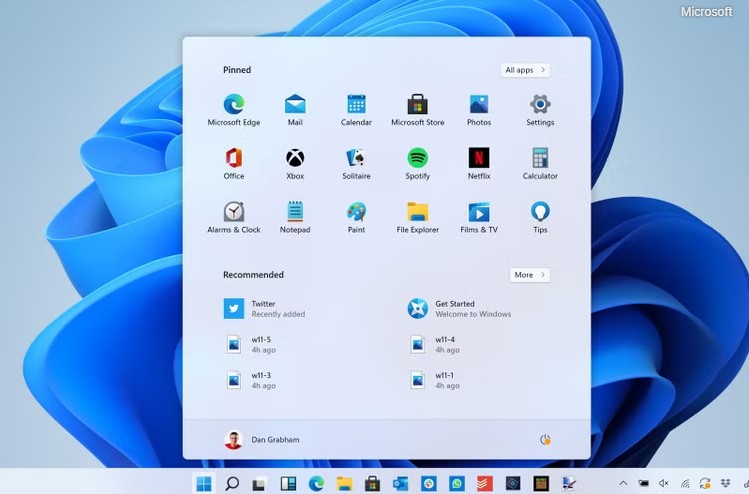 Microsoft
Pinned
All apps
Microsoft Edge
Mail
Calendar
Microsoft Store
Photos
Settings
Office
Xbox
Solitaire
Spotify
Netflix
Calculator
Alarms & Clock
Notepad
Paint
File Explorer
Films & TV
Tips
Recommended
More
Twitter
Recently added
Get Started
Welcome to Windows
w11-5
4h ago
w11-4
4h ago
w11-3
4h ago
w11-1
4h ago
Dan Grabham